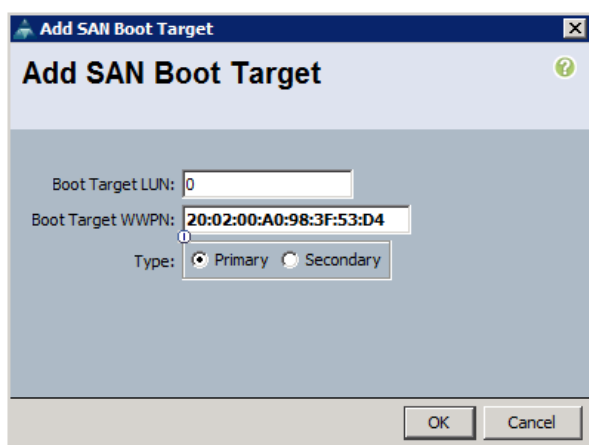 Add SAN Boot Target
Add SAN Boot Target
Boot Target LUN: 0
Boot Target WWPN: 20:02:00:A0:98:3F:53:D4
Type: Primary Secondary
OK Cancel